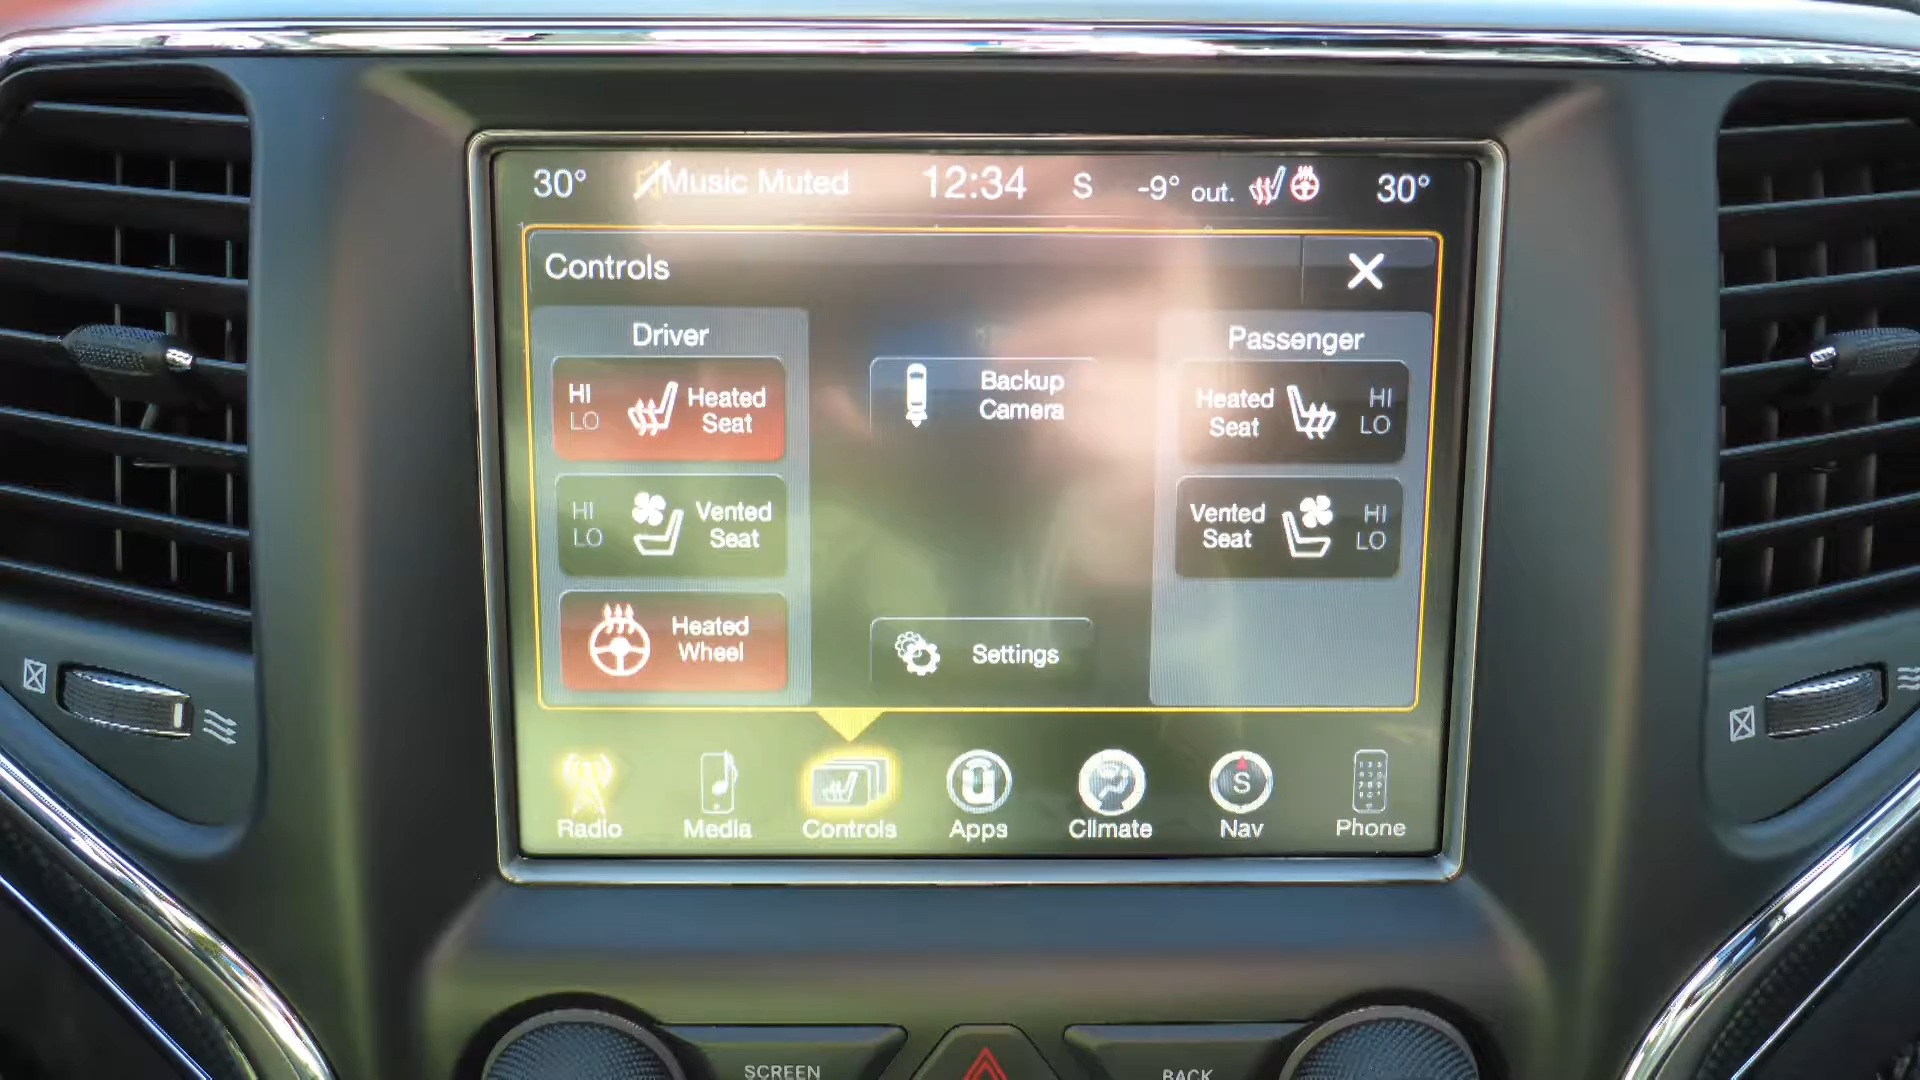 30° Music Muted 12:34 S -9° out. 30°
Controls
Driver
HI
LO
Heated
Seat
HI
LO
Vented
Seat
Heated
Wheel
Backup
Camera
Settings
Passenger
Heated
Seat
HI
LO
Vented
Seat
HI
LO
Radio Media Controls Apps Climate Nav Phone
S
SCREEN
BACK